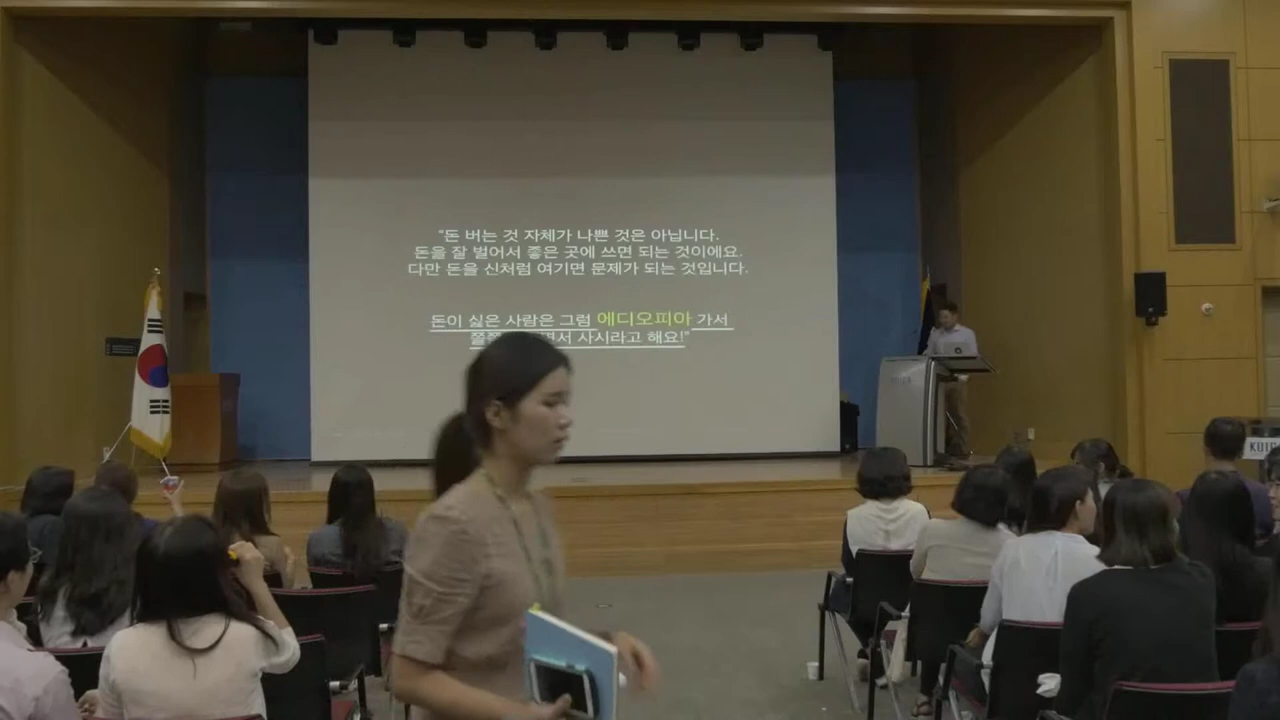 "돈 버는 것 자체가 나쁜 것은 아닙니다.
돈을 잘 벌어서 좋은 곳에 쓰면 되는 것이에요.
다만 돈을 신처럼 여기면 문제가 되는 것입니다.
돈이 싫은 사람은 그럼 에디오피아 가서
면서 사시라고 해요!"